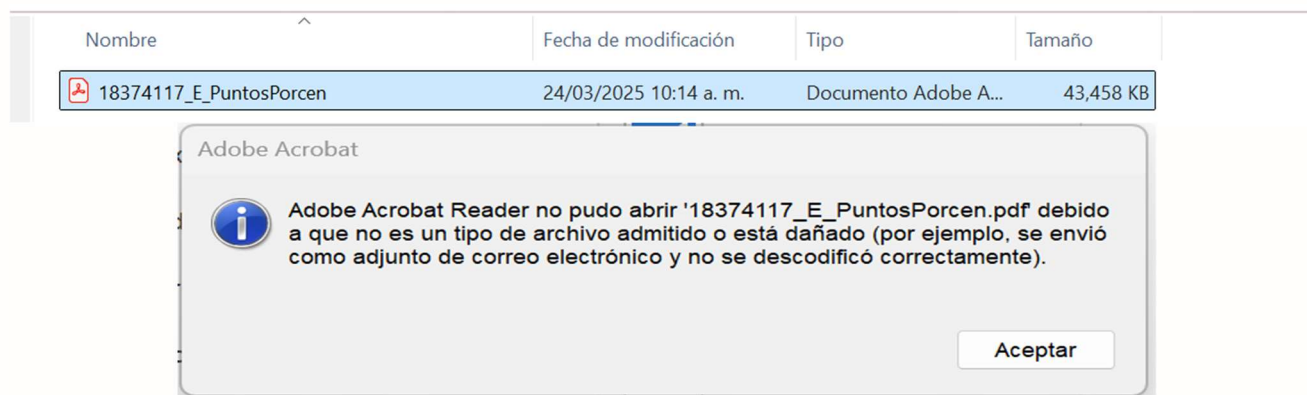 Nombre Fecha de modificación Tipo Tamaño
18374117_E_PuntosPorcen 24/03/2025 10:14 a. m. Documento Adobe A... 43,458 KB
Adobe Acrobat
Adobe Acrobat Reader no pudo abrir '18374117_E_PuntosPorcen.pdf' debido
a que no es un tipo de archivo admitido o está dañado (por ejemplo, se envió
como adjunto de correo electrónico y no se descodificó correctamente).
Aceptar